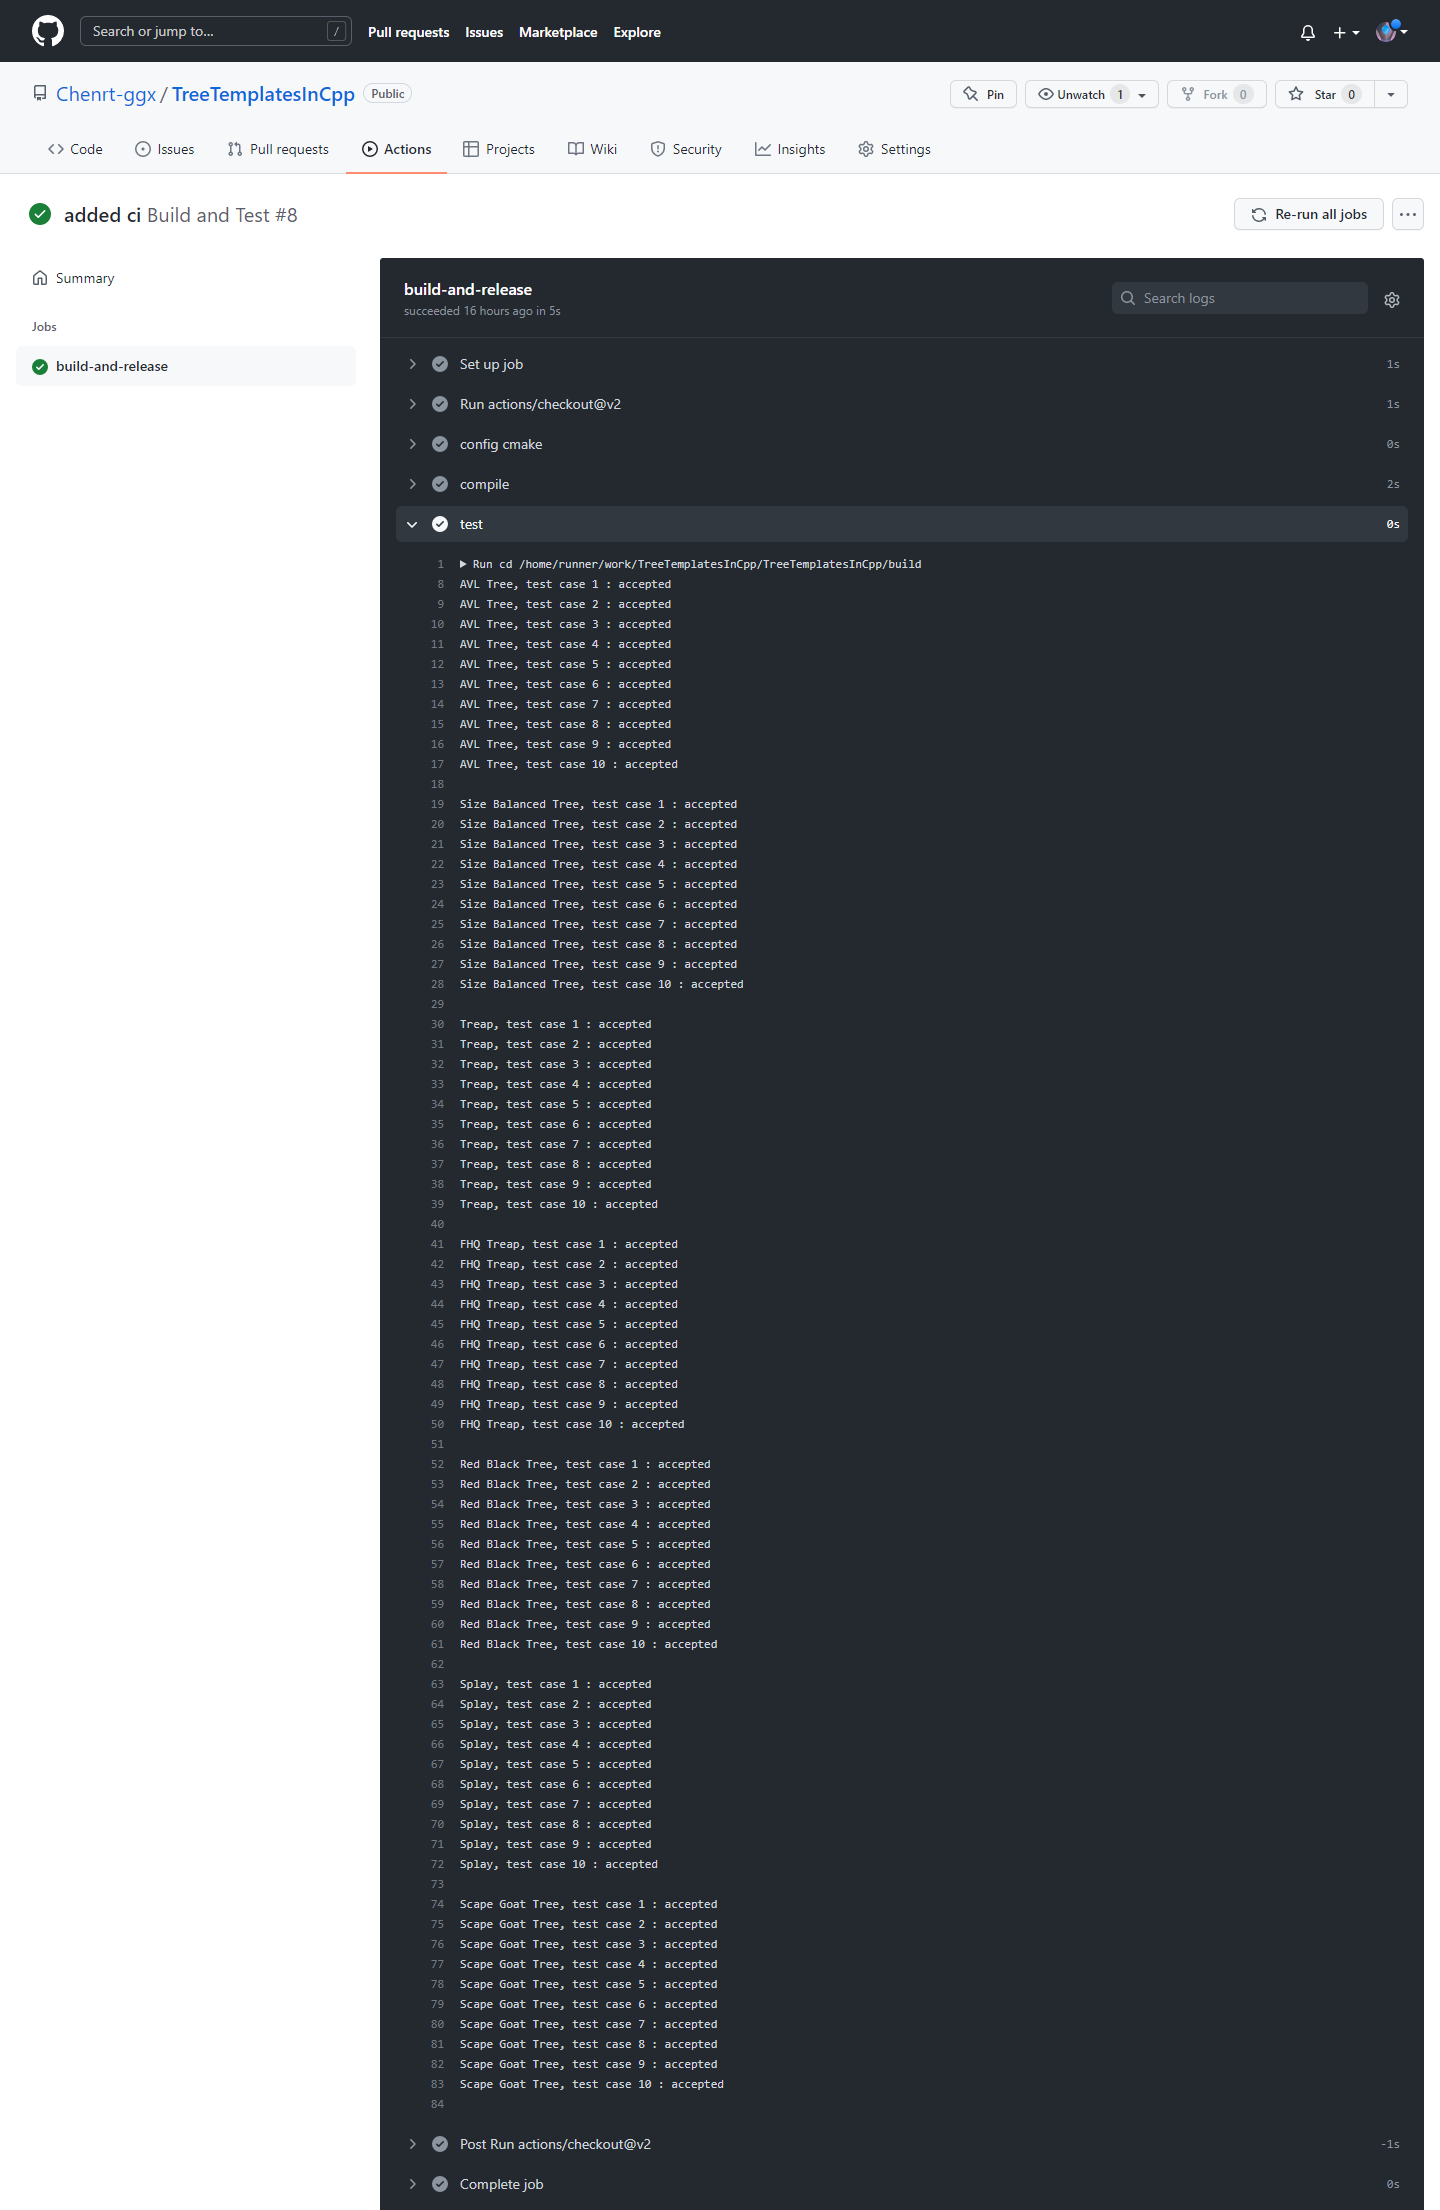 Search or jump to... / Pull requests Issues Marketplace Explore
Chenrt-ggx / TreeTemplatesInCpp Public Pin Unwatch 1 Fork 0 Star 0
Code Issues Pull requests Actions Projects Wiki Security Insights Settings
added ci Build and Test #8 Re-run all jobs ...
Summary
Jobs
build-and-release
build-and-release
succeeded 16 hours ago in 5s
Search logs
Set up job 1s
Run actions/checkout@v2 1s
config cmake 0s
compile 2s
test 0s
1 Run cd /home/runner/work/TreeTemplatesInCpp/TreeTemplatesInCpp/build
8 AVL Tree, test case 1 : accepted
9 AVL Tree, test case 2 : accepted
10 AVL Tree, test case 3 : accepted
11 AVL Tree, test case 4 : accepted
12 AVL Tree, test case 5 : accepted
13 AVL Tree, test case 6 : accepted
14 AVL Tree, test case 7 : accepted
15 AVL Tree, test case 8 : accepted
16 AVL Tree, test case 9 : accepted
17 AVL Tree, test case 10 : accepted
18
19 Size Balanced Tree, test case 1 : accepted
20 Size Balanced Tree, test case 2 : accepted
21 Size Balanced Tree, test case 3 : accepted
22 Size Balanced Tree, test case 4 : accepted
23 Size Balanced Tree, test case 5 : accepted
24 Size Balanced Tree, test case 6 : accepted
25 Size Balanced Tree, test case 7 : accepted
26 Size Balanced Tree, test case 8 : accepted
27 Size Balanced Tree, test case 9 : accepted
28 Size Balanced Tree, test case 10 : accepted
29
30 Treap, test case 1 : accepted
31 Treap, test case 2 : accepted
32 Treap, test case 3 : accepted
33 Treap, test case 4 : accepted
34 Treap, test case 5 : accepted
35 Treap, test case 6 : accepted
36 Treap, test case 7 : accepted
37 Treap, test case 8 : accepted
38 Treap, test case 9 : accepted
39 Treap, test case 10 : accepted
40
41 FHQ Treap, test case 1 : accepted
42 FHQ Treap, test case 2 : accepted
43 FHQ Treap, test case 3 : accepted
44 FHQ Treap, test case 4 : accepted
45 FHQ Treap, test case 5 : accepted
46 FHQ Treap, test case 6 : accepted
47 FHQ Treap, test case 7 : accepted
48 FHQ Treap, test case 8 : accepted
49 FHQ Treap, test case 9 : accepted
50 FHQ Treap, test case 10 : accepted
51
52 Red Black Tree, test case 1 : accepted
53 Red Black Tree, test case 2 : accepted
54 Red Black Tree, test case 3 : accepted
55 Red Black Tree, test case 4 : accepted
56 Red Black Tree, test case 5 : accepted
57 Red Black Tree, test case 6 : accepted
58 Red Black Tree, test case 7 : accepted
59 Red Black Tree, test case 8 : accepted
60 Red Black Tree, test case 9 : accepted
61 Red Black Tree, test case 10 : accepted
62
63 Splay, test case 1 : accepted
64 Splay, test case 2 : accepted
65 Splay, test case 3 : accepted
66 Splay, test case 4 : accepted
67 Splay, test case 5 : accepted
68 Splay, test case 6 : accepted
69 Splay, test case 7 : accepted
70 Splay, test case 8 : accepted
71 Splay, test case 9 : accepted
72 Splay, test case 10 : accepted
73
74 Scape Goat Tree, test case 1 : accepted
75 Scape Goat Tree, test case 2 : accepted
76 Scape Goat Tree, test case 3 : accepted
77 Scape Goat Tree, test case 4 : accepted
78 Scape Goat Tree, test case 5 : accepted
79 Scape Goat Tree, test case 6 : accepted
80 Scape Goat Tree, test case 7 : accepted
81 Scape Goat Tree, test case 8 : accepted
82 Scape Goat Tree, test case 9 : accepted
83 Scape Goat Tree, test case 10 : accepted
84
Post Run actions/checkout@v2 -1s
Complete job 0s